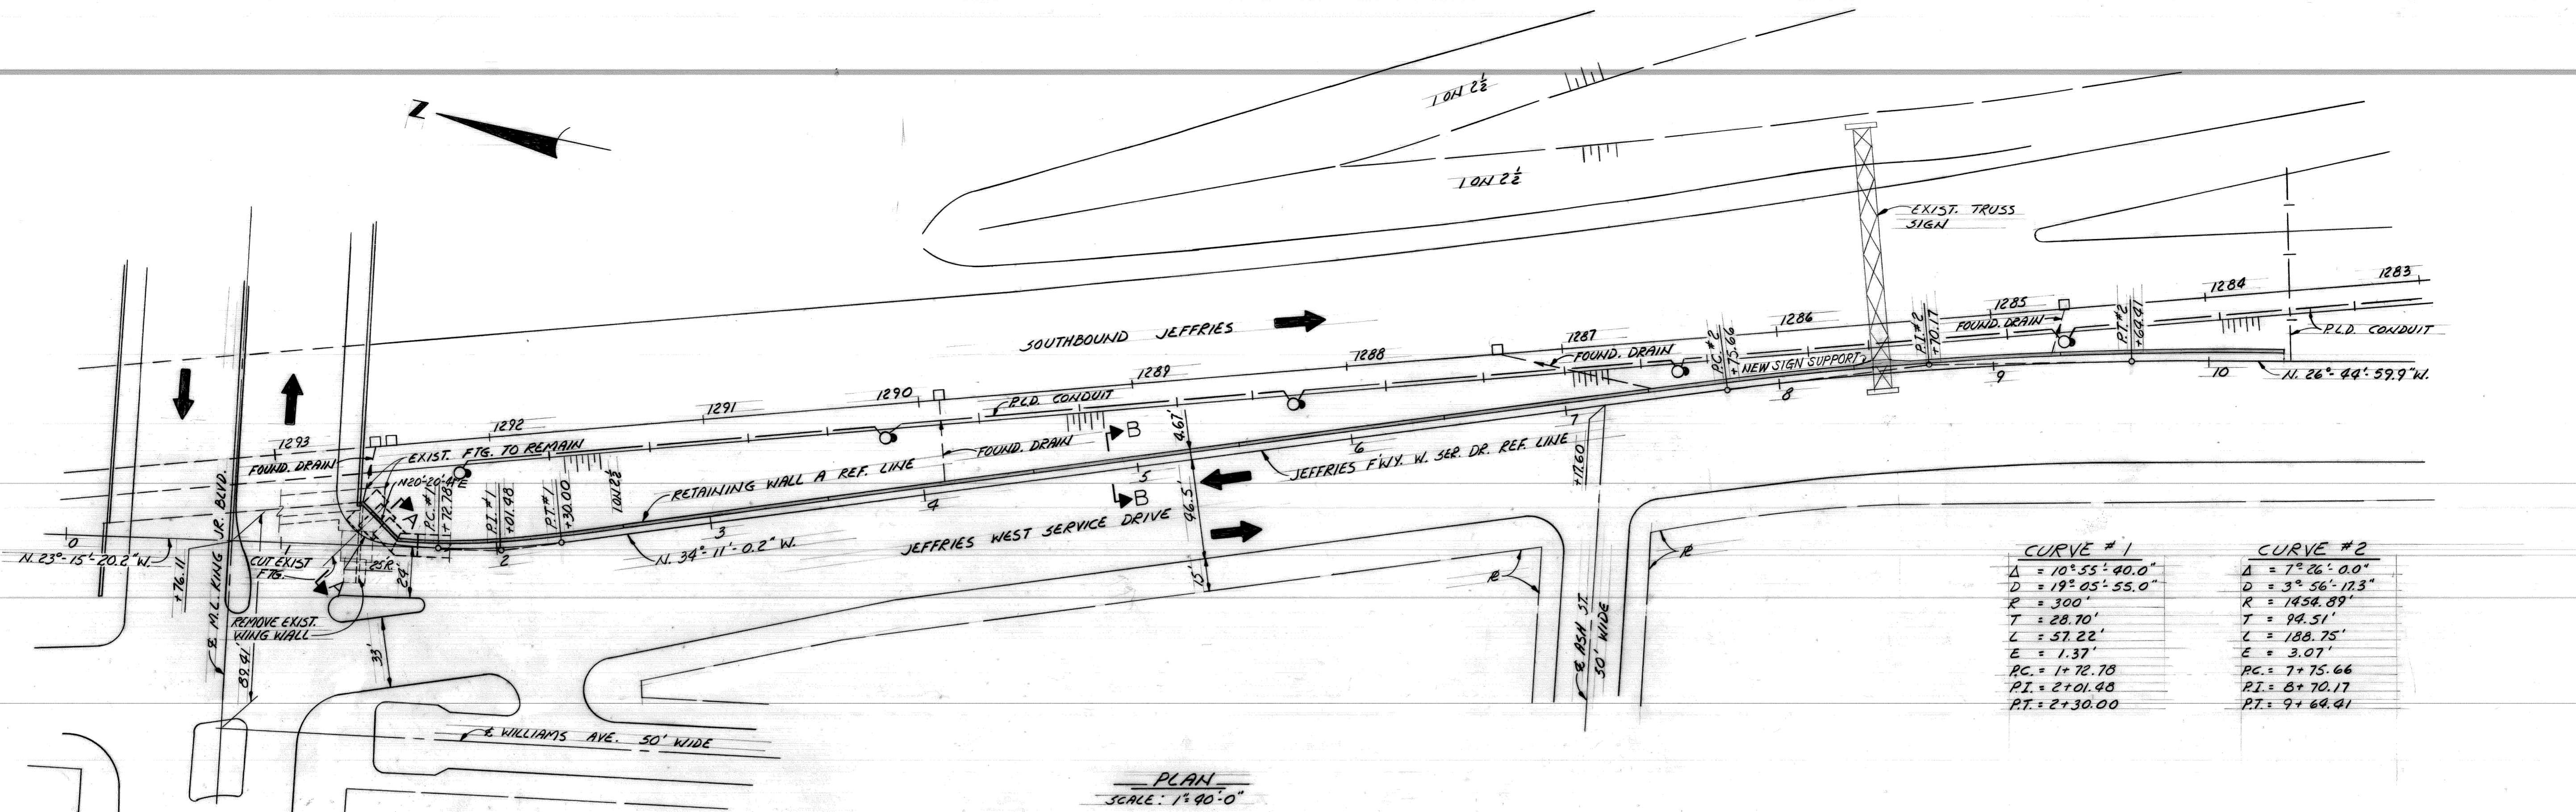 Z
1 ON 2½
1 ON 2½
EXIST. TRUSS
SIGN
1283
1284
1285
1286
1287
1288
1289
1290
1291
1292
1293
SOUTHBOUND JEFFRIES
P.L.D. CONDUIT
FOUND. DRAIN
P.T. #2
+64.41
P.I. #2
+70.17
P.C. #2
+75.66
NEW SIGN SUPPORT
FOUND. DRAIN
P.L.D. CONDUIT
FOUND. DRAIN
B
4.67'
FOUND. DRAIN
EXIST. FTG. TO REMAIN
A
P.C. #1
+72.78
P.I. #1
+01.48
P.T. #1
+30.00
1 ON 2½
RETAINING WALL A REF. LINE
JEFFRIES F'WY. W. SER. DR. REF. LINE
N. 26°-44'-59.9" W.
0
1
2
3
4
5
6
7
8
9
10
B
46.5'
+17.60
N. 23°-15'-20.2" W.
+76.11
℄ M.L. KING JR. BLVD.
CUT EXIST
FTG.
A
25'R
24'
N. 34°-11'-0.2" W.
JEFFRIES WEST SERVICE DRIVE
15'
REMOVE EXIST.
WING WALL
89.41'
33'
℄ WILLIAMS AVE. 50' WIDE
℄ ASH ST.
50' WIDE
CURVE #1
Δ = 10°-55'-40.0"
D = 19°-05'-55.0"
R = 300'
T = 28.70'
L = 57.22'
E = 1.37'
P.C. = 1+72.78
P.I. = 2+01.48
P.T. = 2+30.00
CURVE #2
Δ = 7°-26'-0.0"
D = 3°-56'-17.3"
R = 1454.89'
T = 94.51'
L = 188.75'
E = 3.07'
P.C. = 7+75.66
P.I. = 8+70.17
P.T. = 9+64.41
PLAN
SCALE: 1"=40'-0"